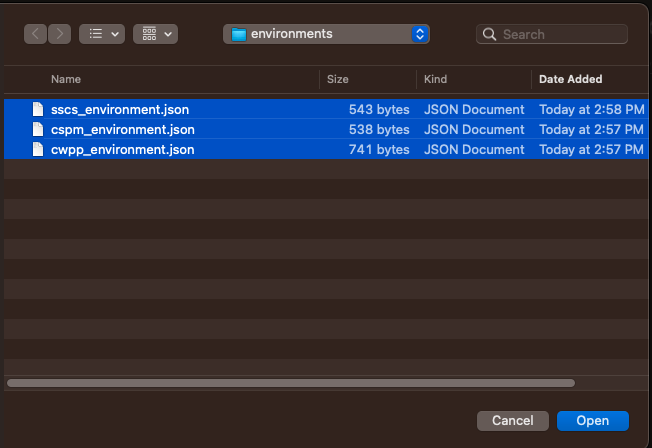 environments
Search
Name Size Kind Date Added
sscs_environment.json 543 bytes JSON Document Today at 2:58 PM
cspm_environment.json 538 bytes JSON Document Today at 2:57 PM
cwpp_environment.json 741 bytes JSON Document Today at 2:57 PM
Cancel Open